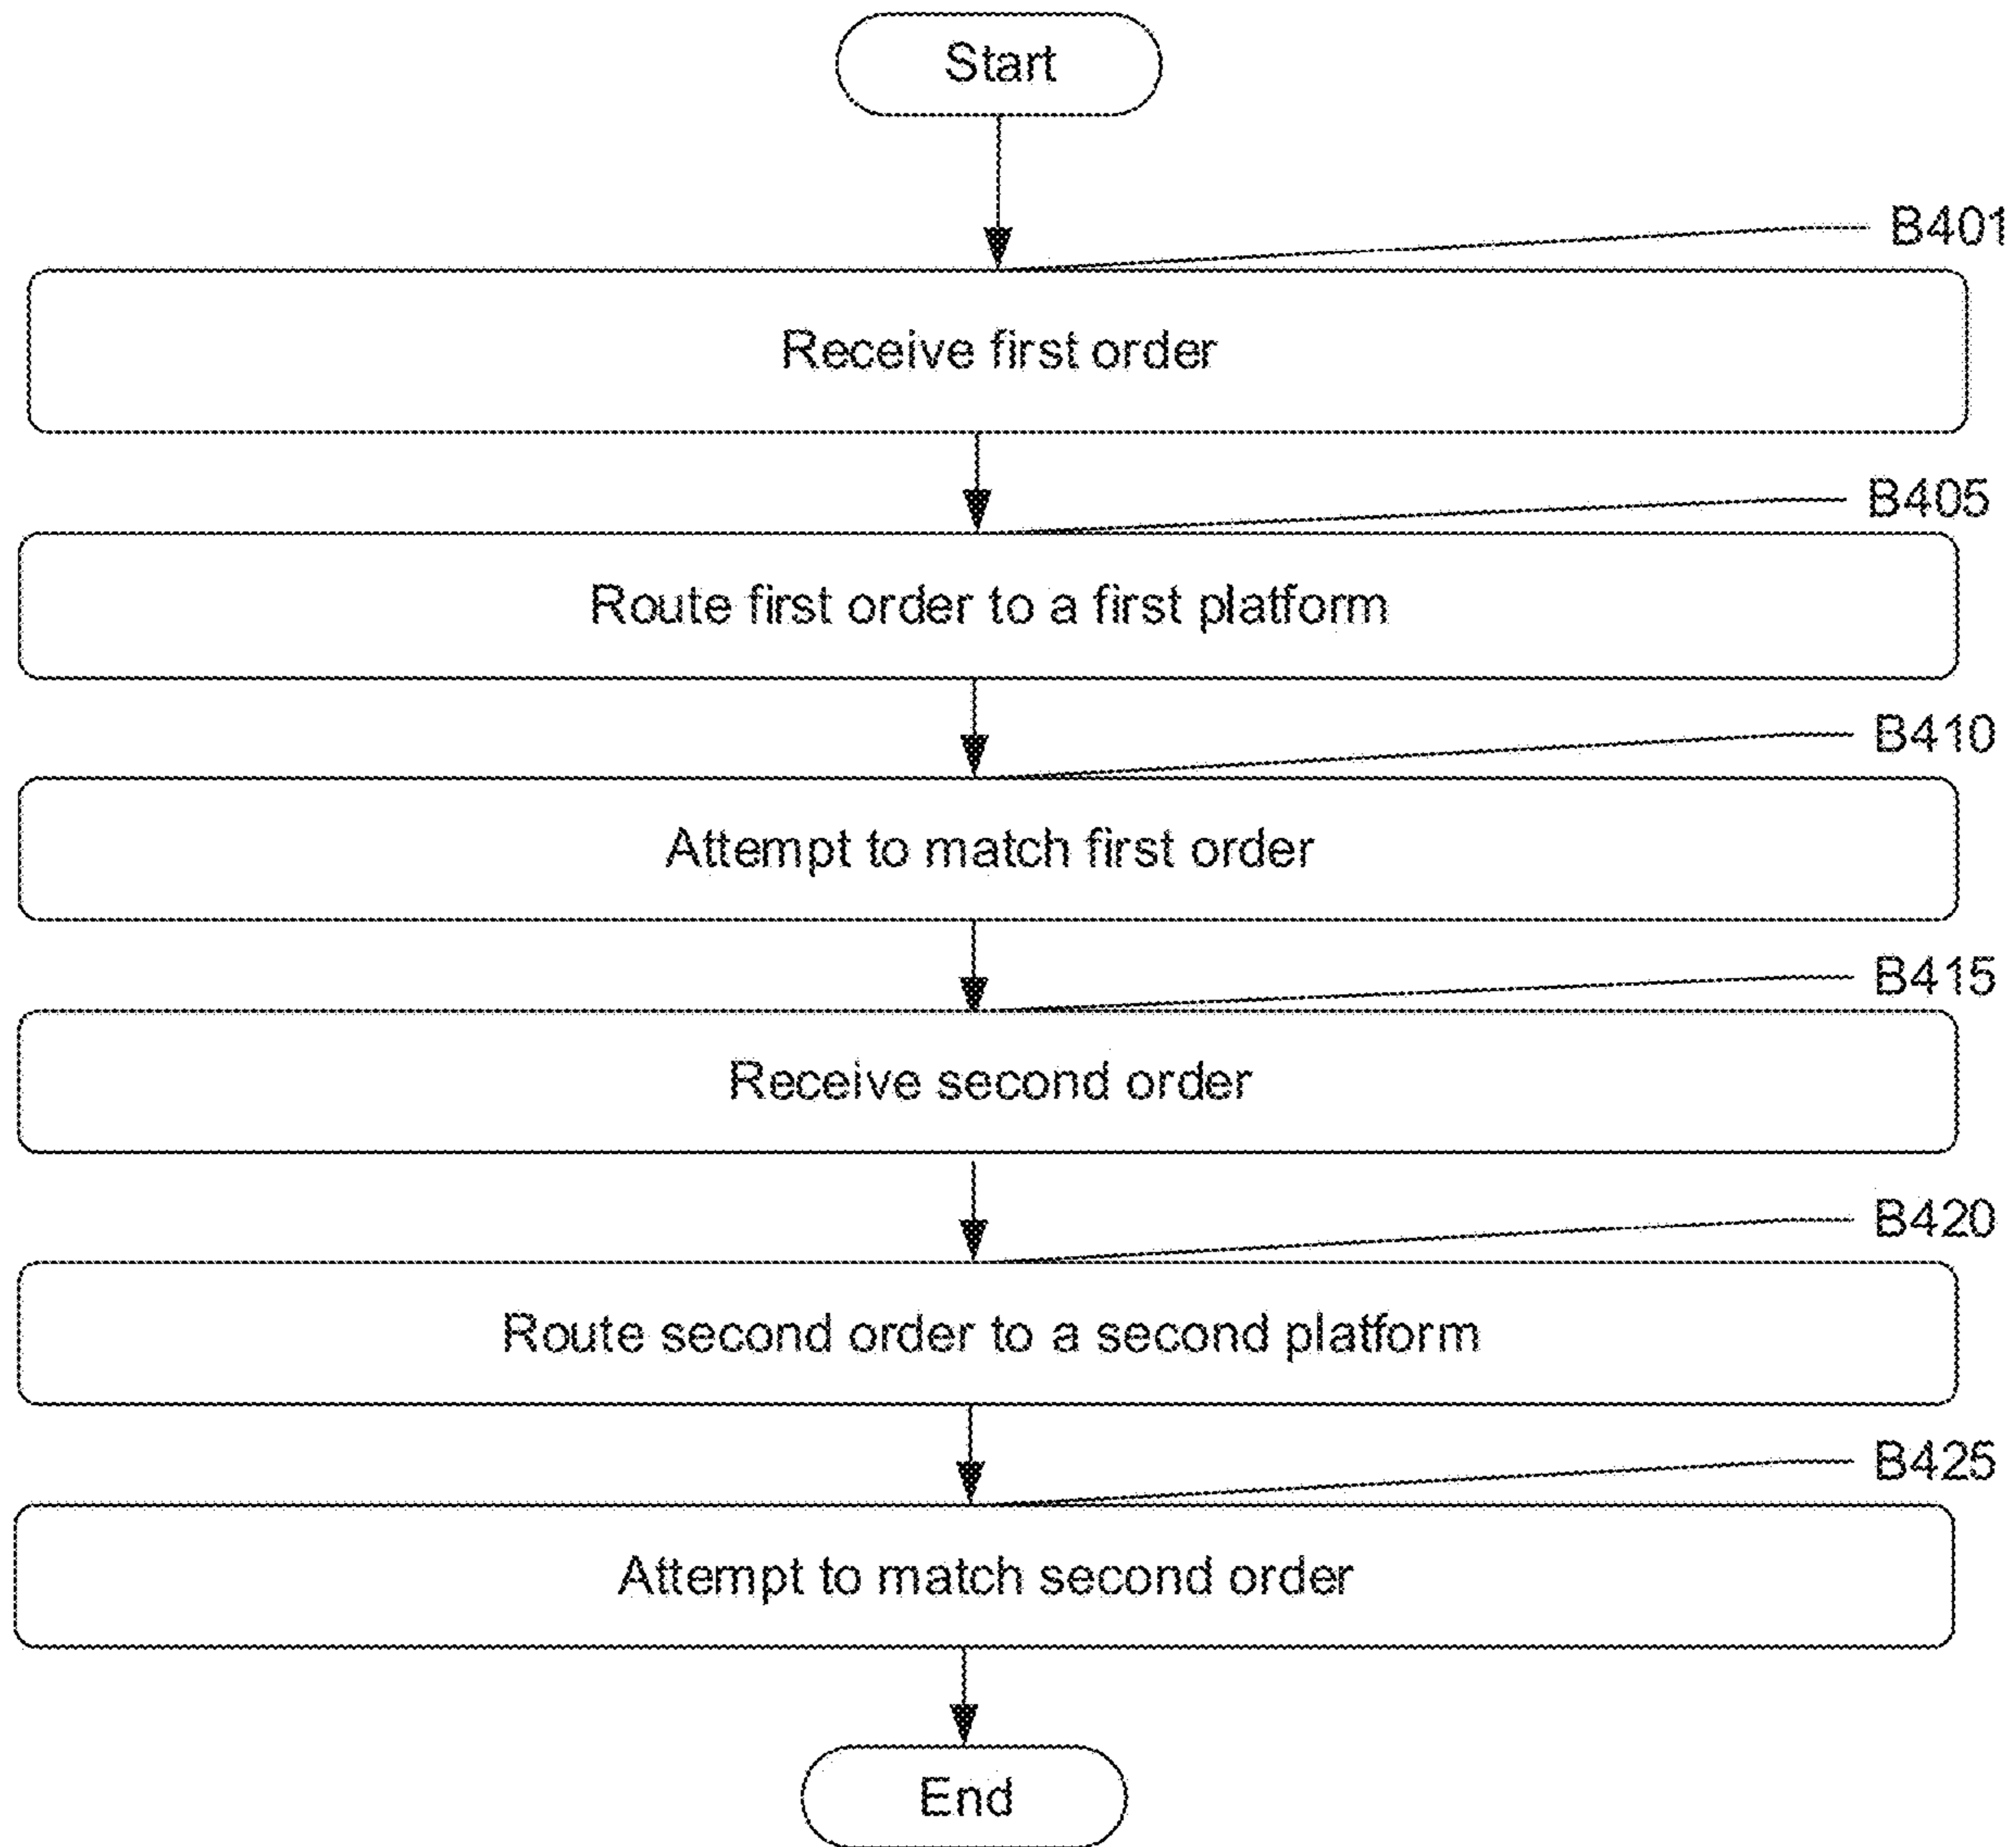 Start
B401
Receive first order
B405
Route first order to a first platform
B410
Attempt to match first order
B415
Receive second order
B420
Route second order to a second platform
B425
Attempt to match second order
End